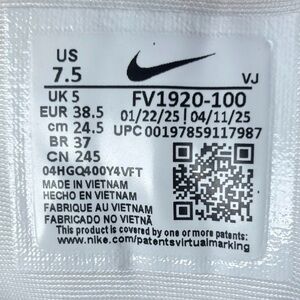 US
7.5
VJ
UK 5
EUR 38.5
cm 24.5
BR 37
CN 245
FV1920-100
01/22/25 | 04/11/25
UPC 00197859117987
04HGQ400Y4VFT
MADE IN VIETNAM
HECHO EN VIETNAM
FABRIQUE AU VIETNAM
FABRICADO NO VIETNÃ
This product is covered by one or more patents:
www.nike.com/patentsvirtualmarking